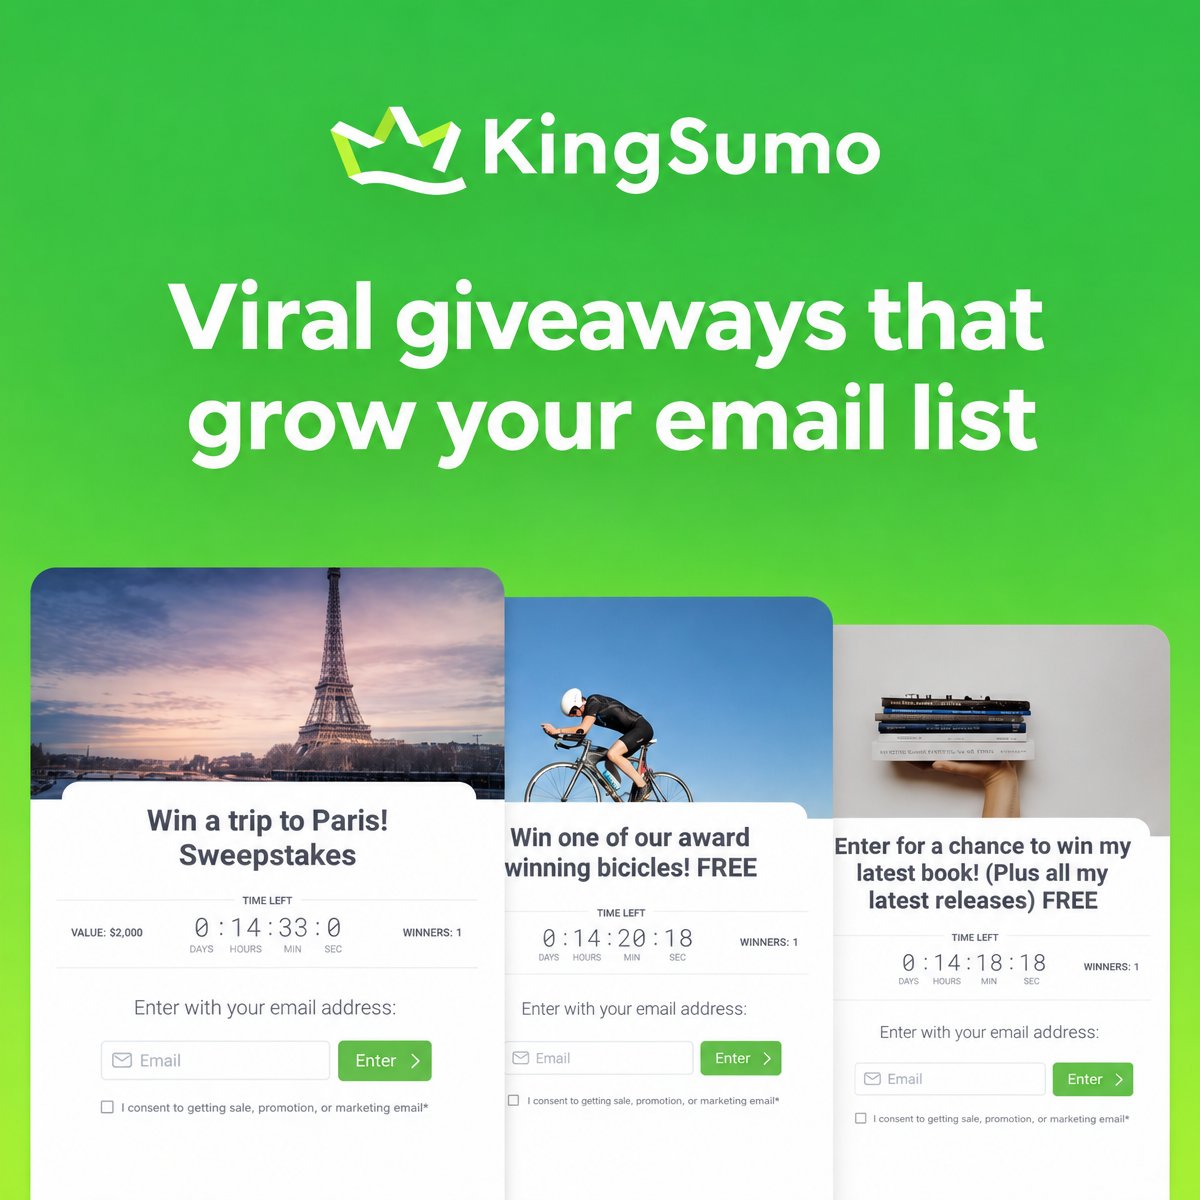 KingSumo
Viral giveaways that
grow your email list
Win a trip to Paris!
Sweepstakes
TIME LEFT
VALUE: $2,000
0 : 14 : 33 : 0
DAYS HOURS MIN SEC
WINNERS: 1
Enter with your email address:
Email
Enter
I consent to getting sale, promotion, or marketing email*
Win one of our award
winning bicicles! FREE
TIME LEFT
0 : 14 : 20 : 18
DAYS HOURS MIN SEC
WINNERS: 1
Enter with your email address:
Email
Enter
I consent to getting sale, promotion, or marketing email*
Enter for a chance to win my
latest book! (Plus all my
latest releases) FREE
TIME LEFT
0 : 14 : 18 : 18
DAYS HOURS MIN SEC
WINNERS: 1
Enter with your email address:
Email
Enter
I consent to getting sale, promotion, or marketing email*